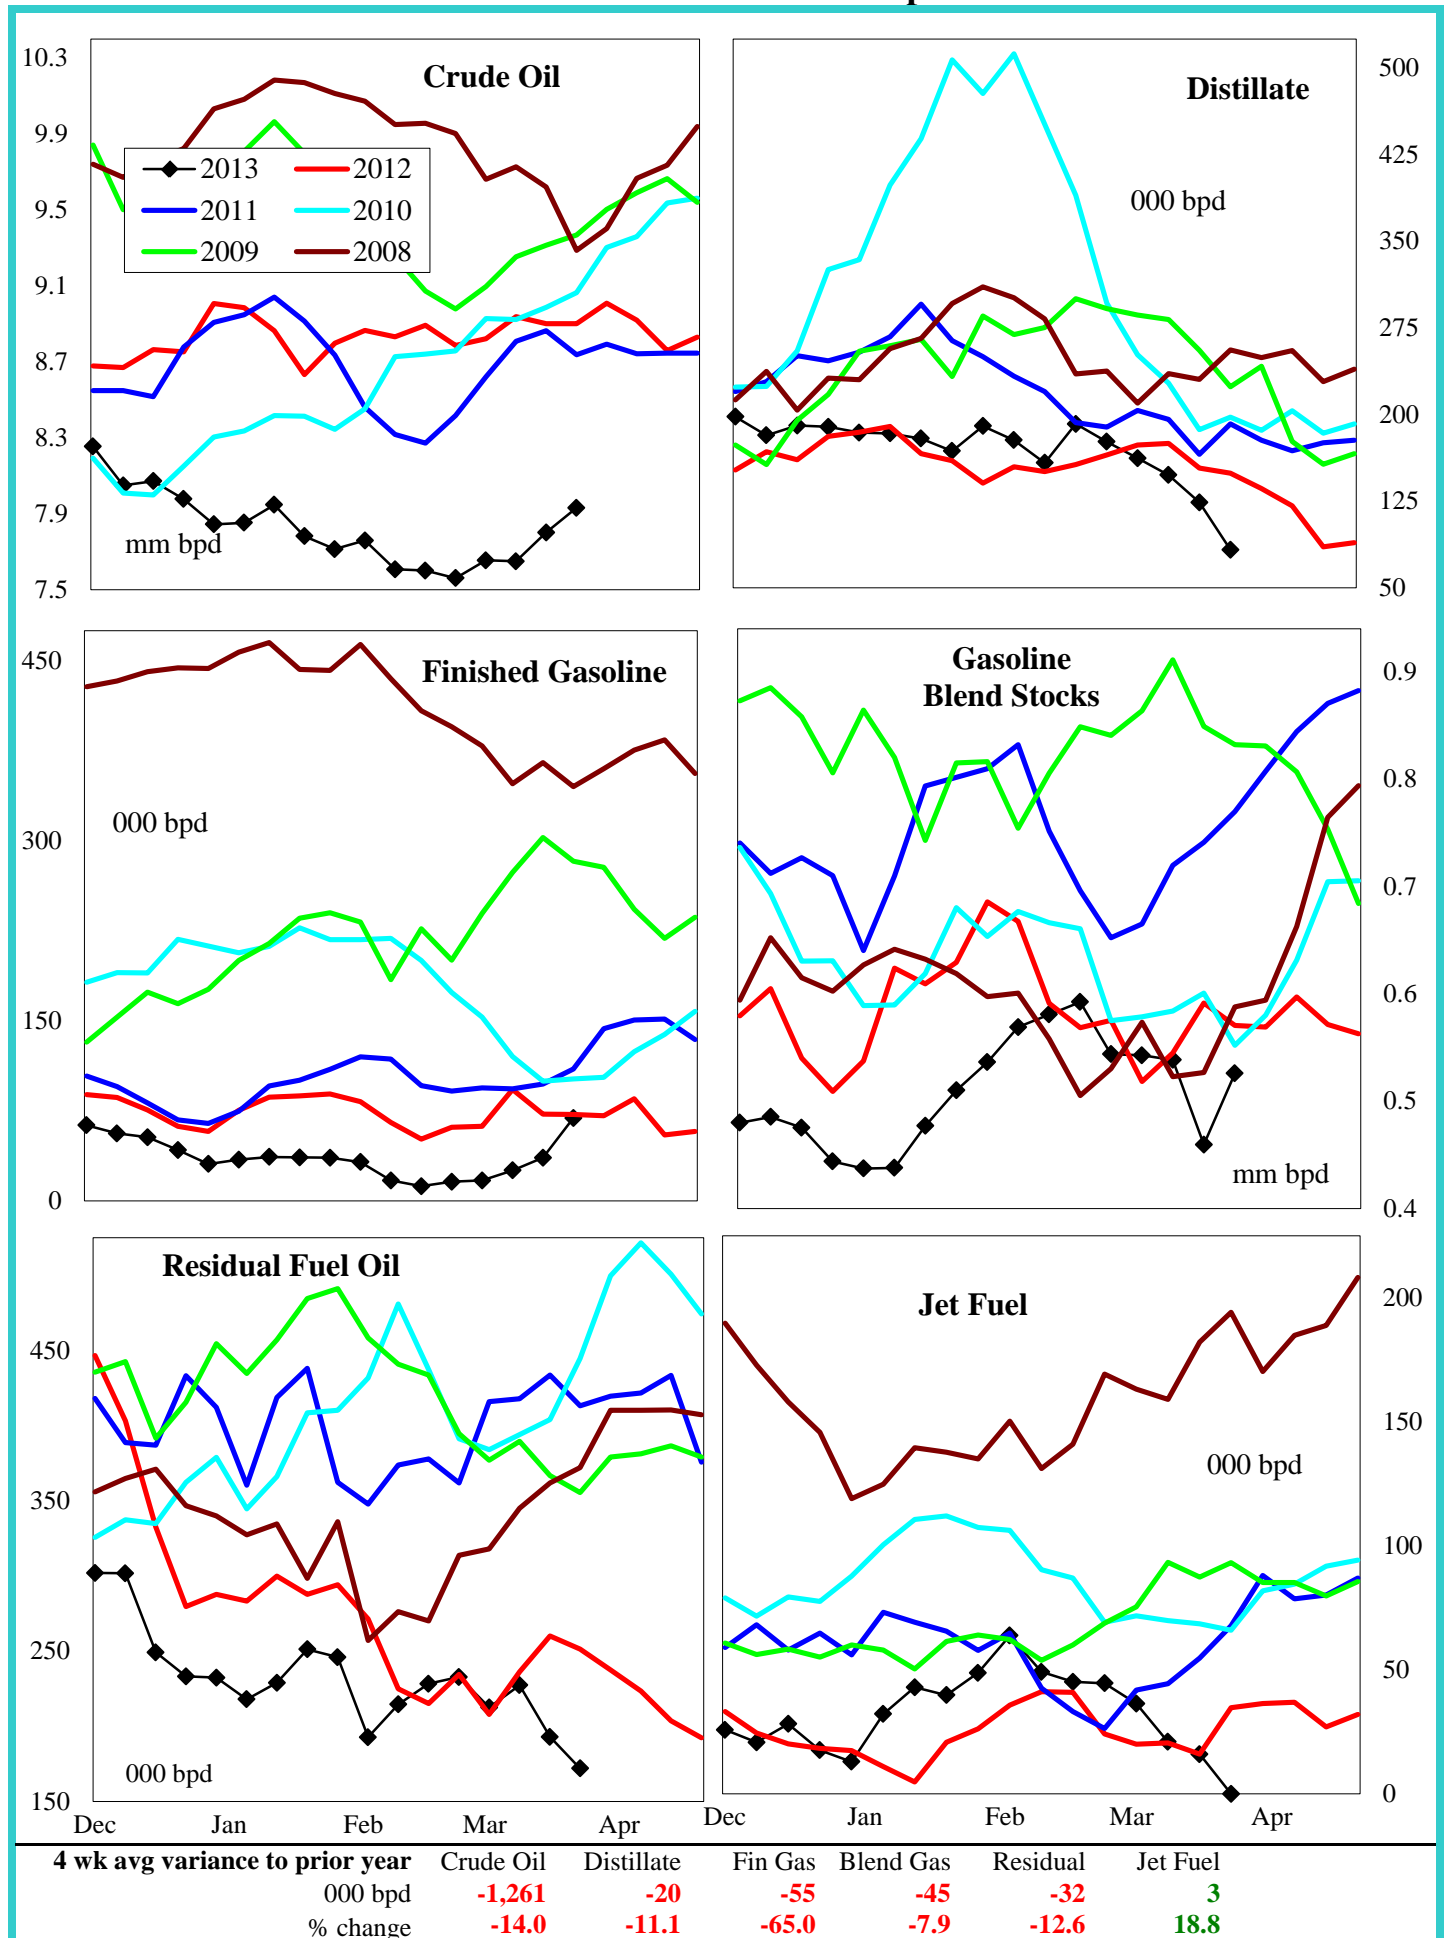 Crude Oil
10.3
9.9
9.5
9.1
8.7
8.3
7.9
7.5
2013 2012
2011 2010
2009 2008
mm bpd
Distillate
000 bpd
500
425
350
275
200
125
50
Finished Gasoline
450
300
150
0
000 bpd
Gasoline
Blend Stocks
0.9
0.8
0.7
0.6
0.5
0.4
mm bpd
Residual Fuel Oil
450
350
250
150
000 bpd
Dec Jan Feb Mar Apr
Jet Fuel
000 bpd
200
150
100
50
0
Dec Jan Feb Mar Apr
4 wk avg variance to prior year Crude Oil Distillate Fin Gas Blend Gas Residual Jet Fuel
000 bpd -1,261 -20 -55 -45 -32 3
% change -14.0 -11.1 -65.0 -7.9 -12.6 18.8